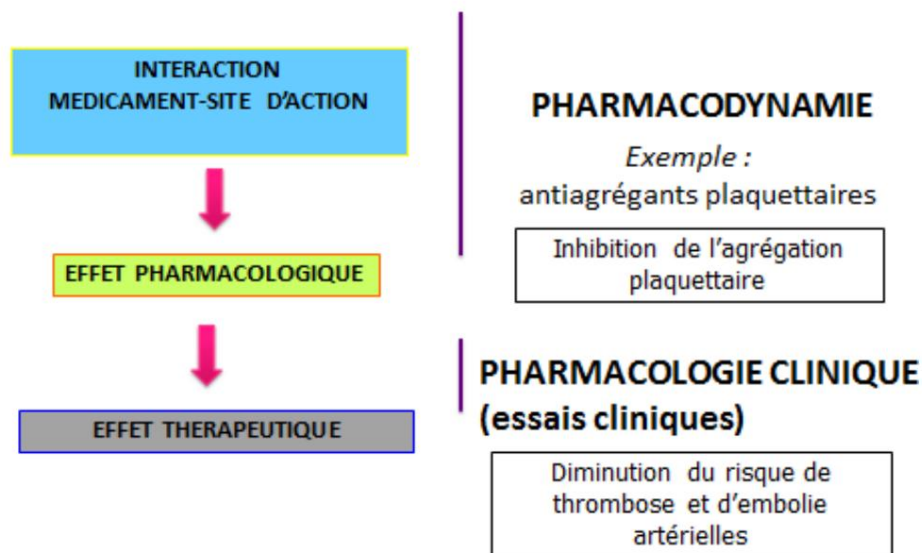 INTERACTION
MEDICAMENT-SITE D'ACTION
EFFET PHARMACOLOGIQUE
EFFET THERAPEUTIQUE
PHARMACODYNAMIE
Exemple :
antiagrégants plaquettaires
Inhibition de l'agrégation
plaquettaire
PHARMACOLOGIE CLINIQUE
(essais cliniques)
Diminution du risque de
thrombose et d'embolie
artérielles